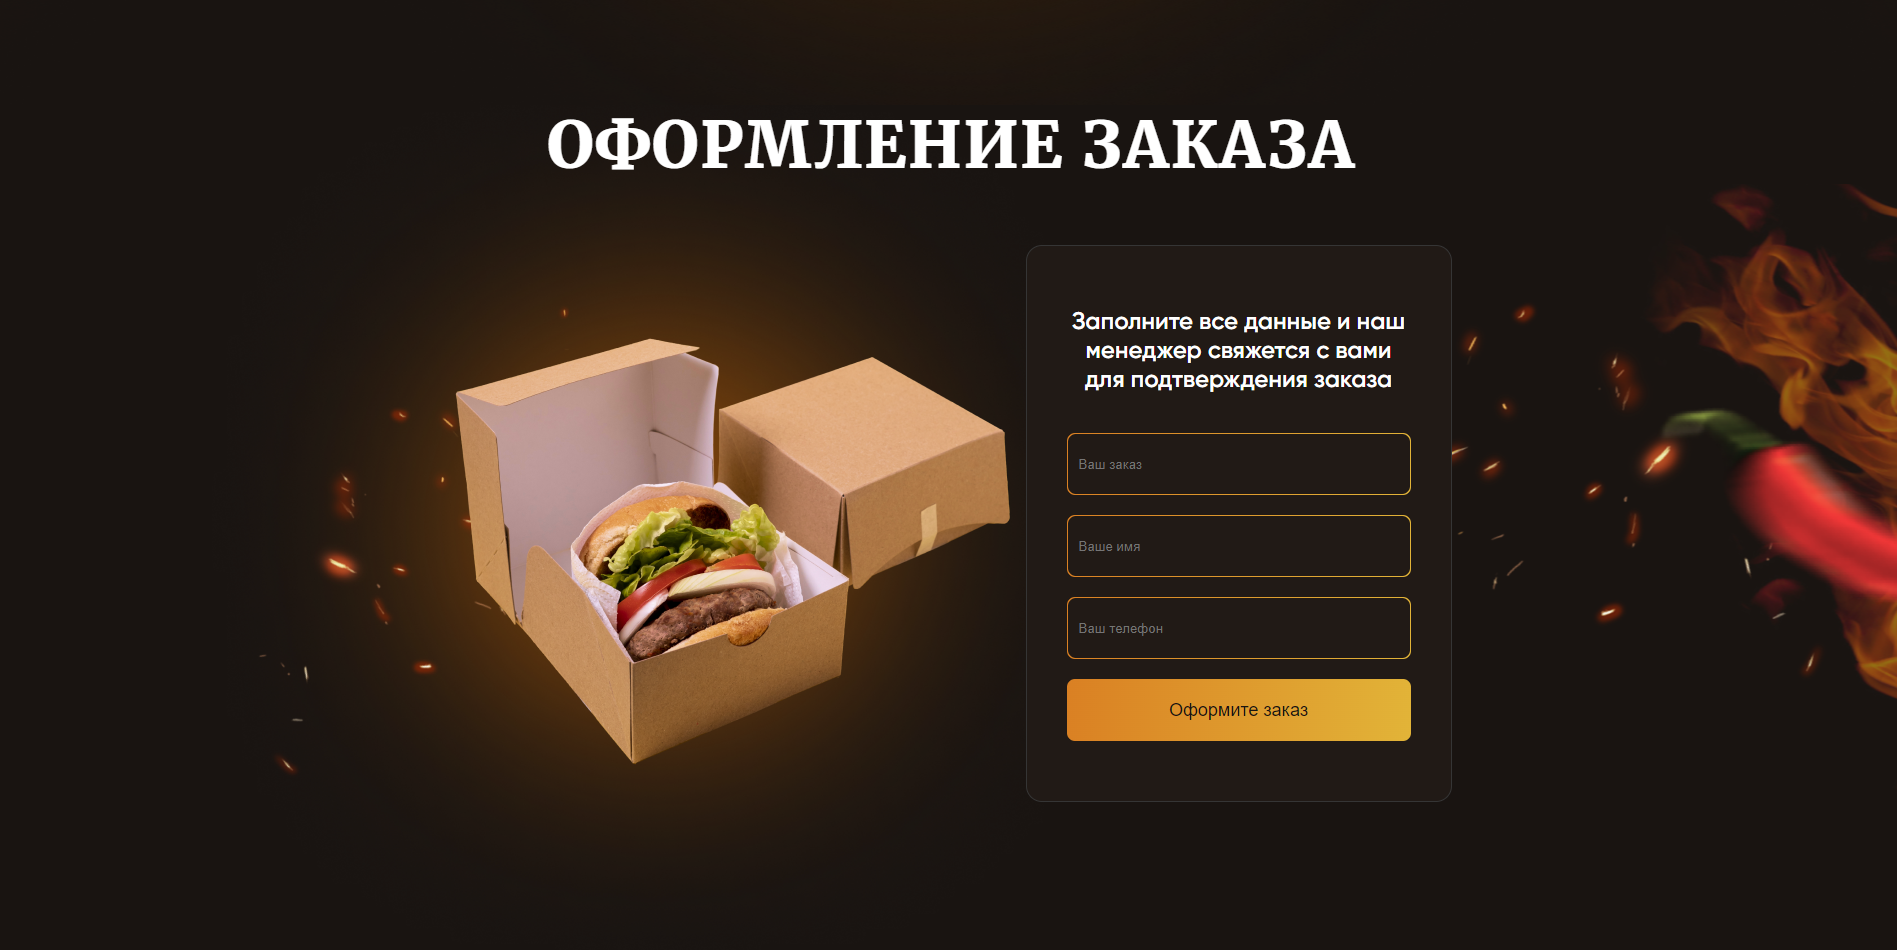 ОФОРМЛЕНИЕ ЗАКАЗА
Заполните все данные и наш
менеджер свяжется с вами
для подтверждения заказа
Ваш заказ
Ваше имя
Ваш телефон
Оформите заказ